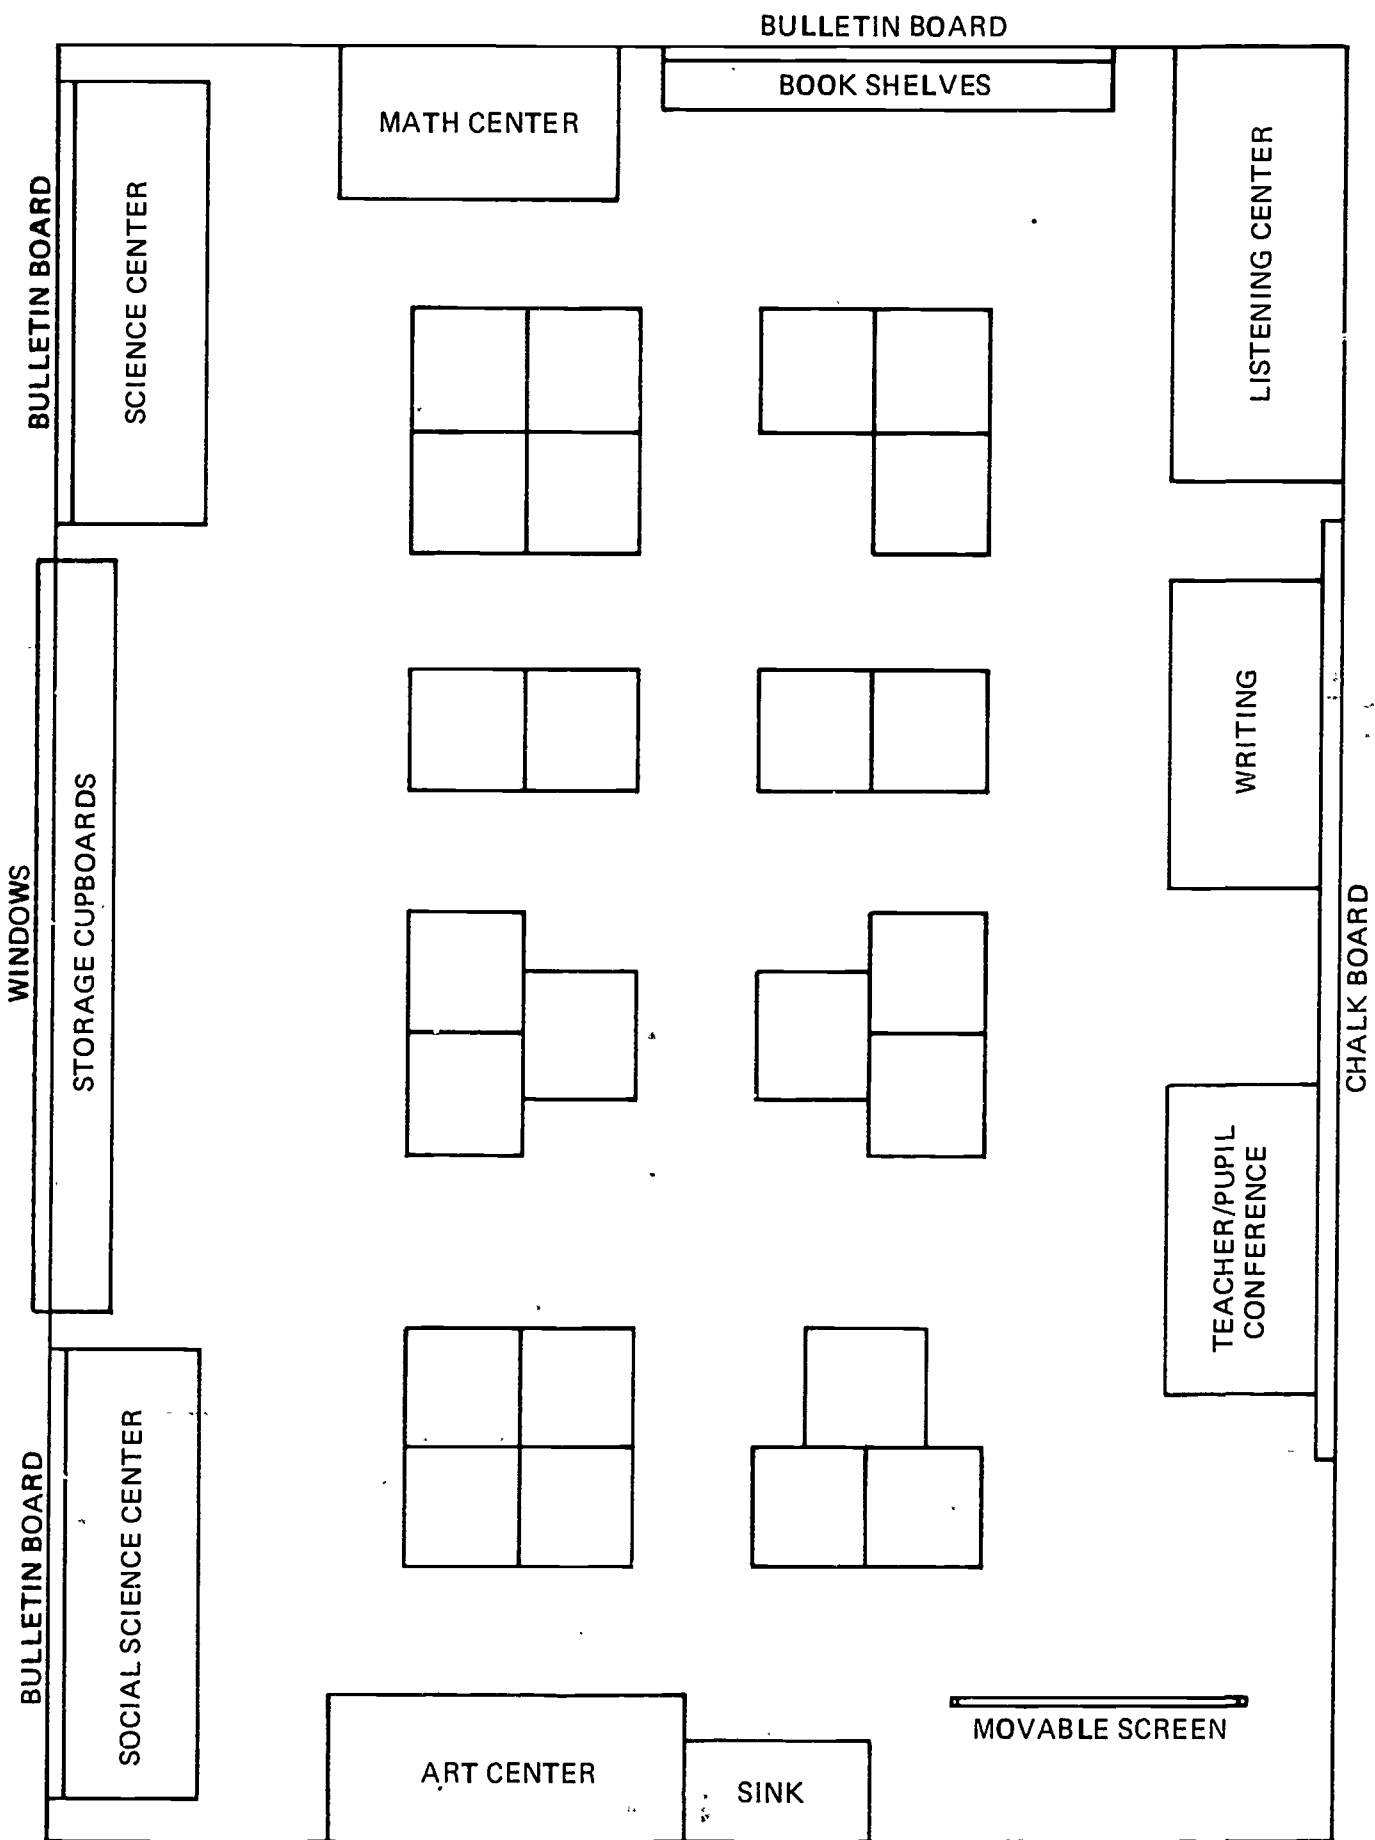 BULLETIN BOARD
BOOK SHELVES
MATH CENTER
BULLETIN BOARD
SCIENCE CENTER
LISTENING CENTER
WINDOWS
STORAGE CUPBOARDS
WRITING
CHALK BOARD
TEACHER/PUPIL
CONFERENCE
BULLETIN BOARD
SOCIAL SCIENCE CENTER
ART CENTER
SINK
MOVABLE SCREEN